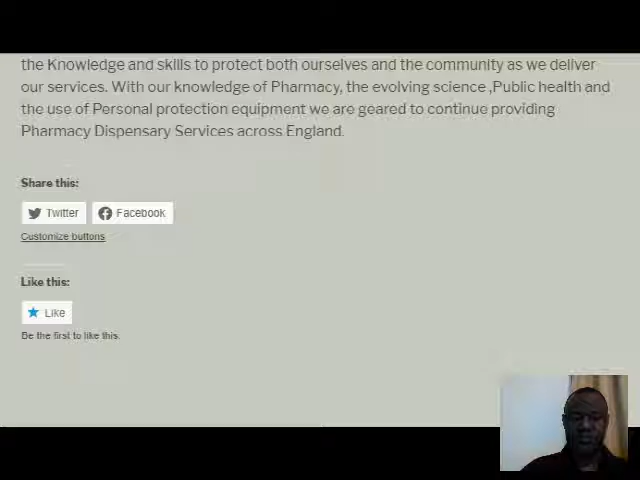 the Knowledge and skills to protect both ourselves and the community as we deliver
our services. With our knowledge of Pharmacy, the evolving science ,Public health and
the use of Personal protection equipment we are geared to continue providing
Pharmacy Dispensary Services across England.
Share this:
Twitter Facebook
Customize buttons
Like this:
Like
Be the first to like this.